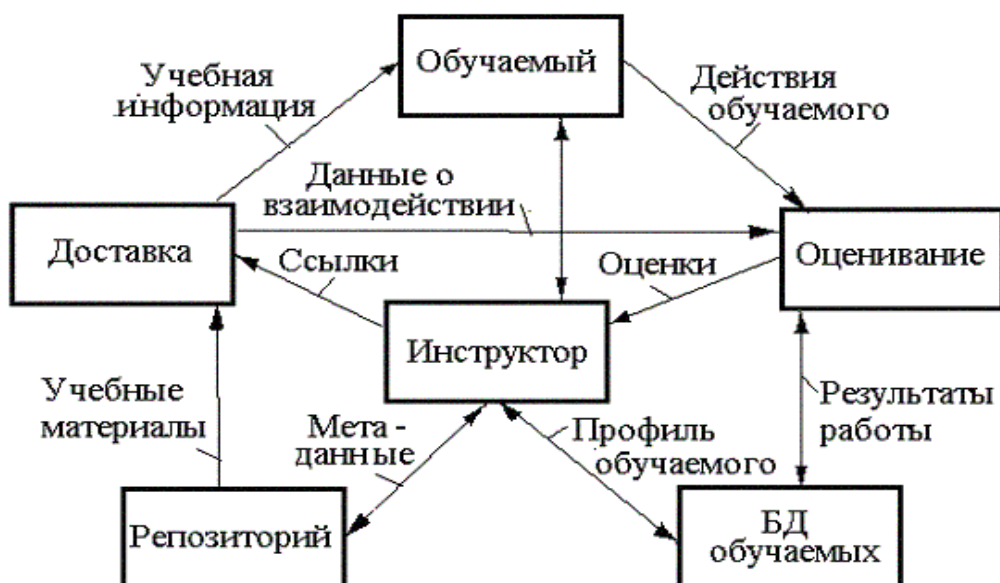 Обучаемый
Учебная
информация
Действия
обучаемого
Данные о
взаимодействии
Доставка
Ссылки
Оценки
Оценивание
Инструктор
Учебные
материалы
Мета-
данные
Профиль
обучаемого
Результаты
работы
Репозиторий
БД
обучаемых